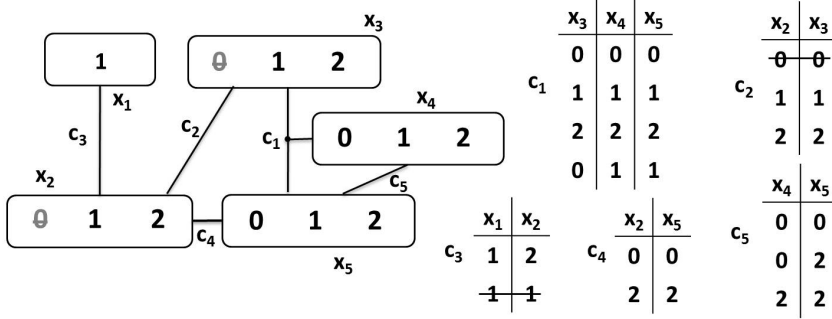 x3
1
0 1 2
x1
x4
c3
c2
c1
0 1 2
x2
c5
0 1 2
c4
0 1 2
x5
x3 x4 x5
0 0 0
c1
1 1 1
2 2 2
0 1 1
x2 x3
0 0
c2
1 1
2 2
x1 x2
c3
1 2
1 1
x2 x5
c4
0 0
2 2
x4 x5
0 0
c5
0 2
2 2